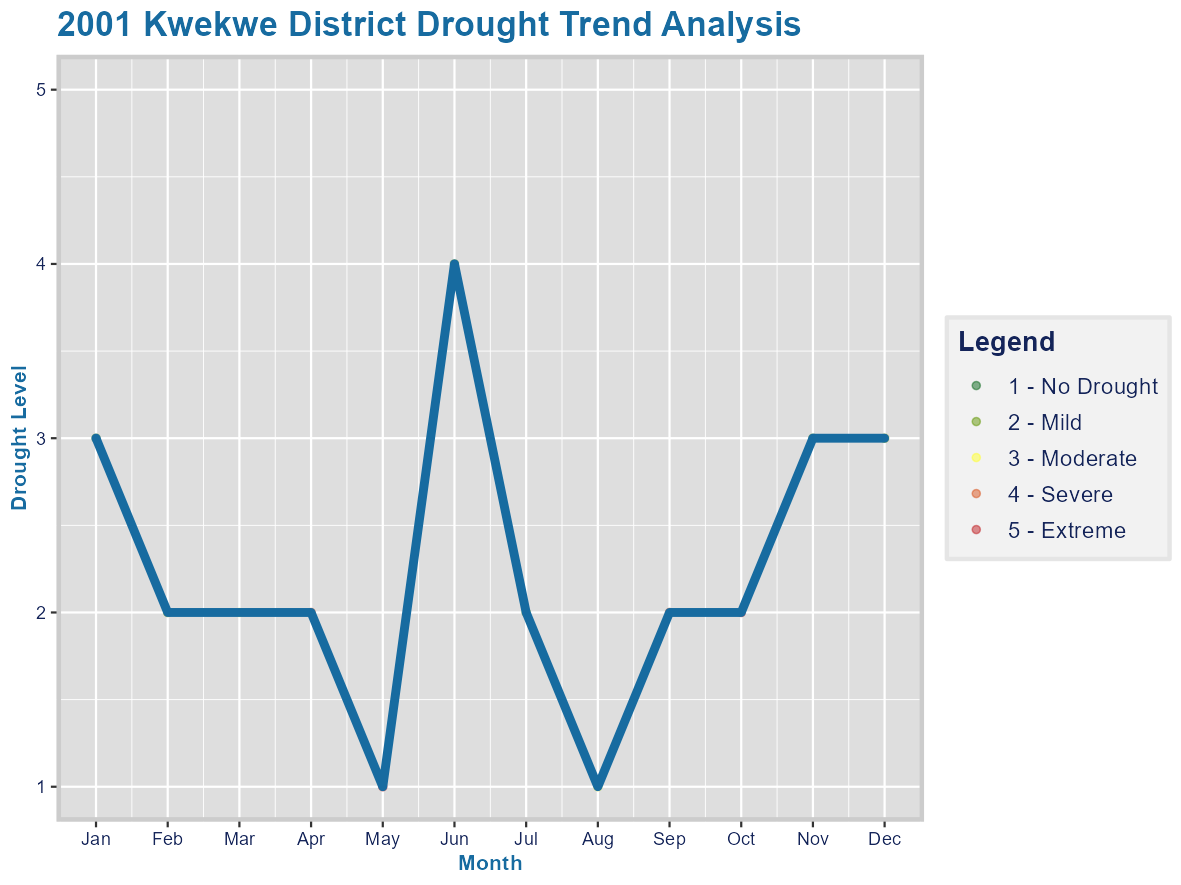 2001 Kwekwe District Drought Trend Analysis
Drought Level
5
4
3
2
1
Jan Feb Mar Apr May Jun Jul Aug Sep Oct Nov Dec
Month
Legend
1 - No Drought
2 - Mild
3 - Moderate
4 - Severe
5 - Extreme